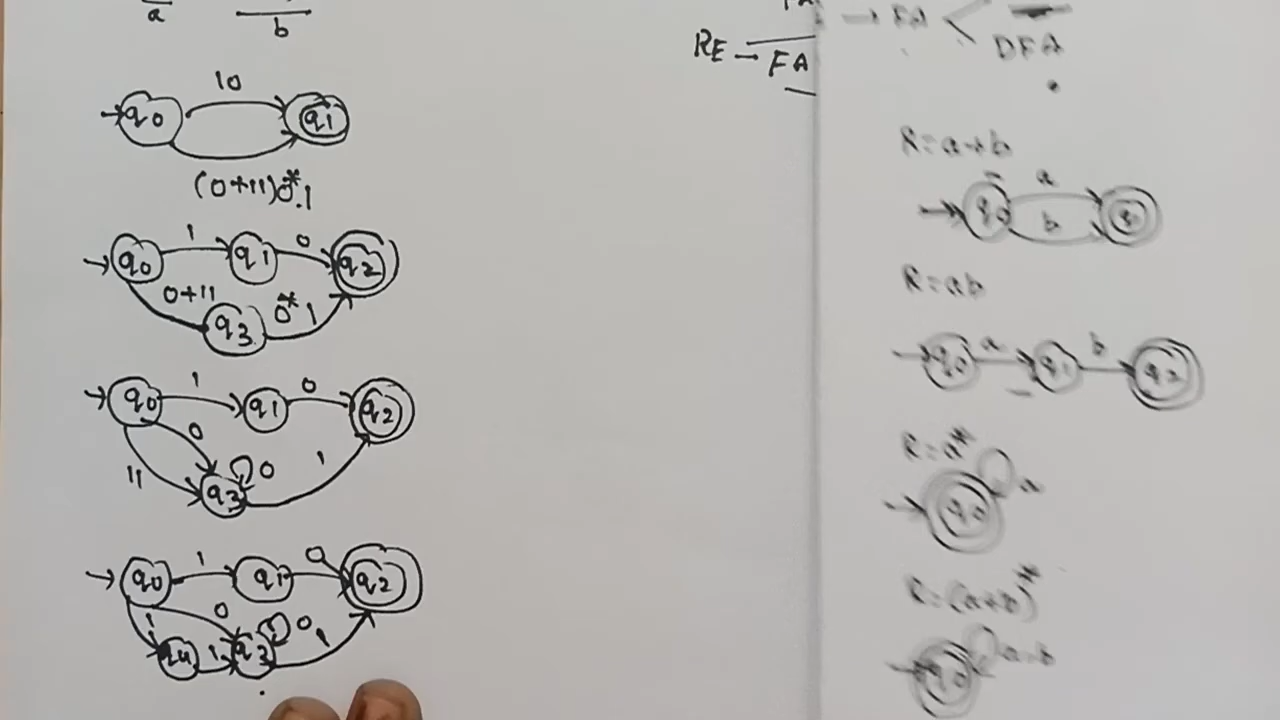 a
b
10
q0 q1
(0+11)0*.1
1 0
q0 q1 q2
0+11 0* 1
q3
1 0
q0 q1 q2
0
11 0 1
q3
1 0
q0 q1 q2
0
1 0
q4 1 q3 1
RE → FA
→ FA
DFA
R=a+b
a
q0 q1
b
R=ab
a b
q0 q1 q2
R=a*
a
q0
R=(a+b)*
q0